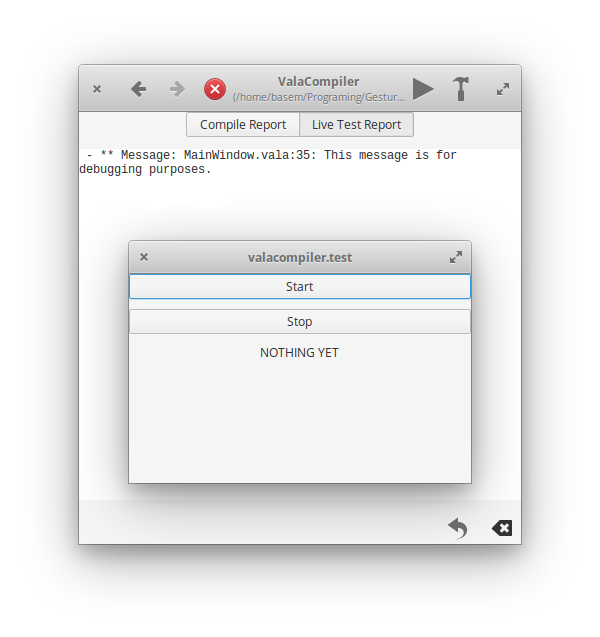 ValaCompiler
(/home/basem/Programing/Gestur...
Compile Report Live Test Report
- ** Message: MainWindow.vala:35: This message is for
debugging purposes.
valacompiler.test
Start
Stop
NOTHING YET